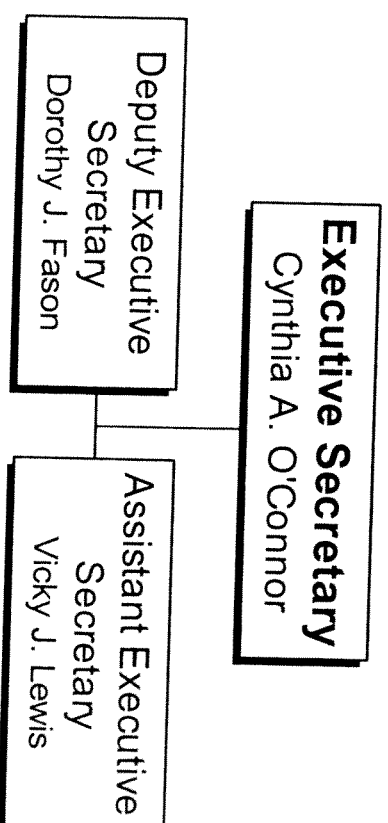 Executive Secretary
Cynthia A. O'Connor
Deputy Executive
Secretary
Dorothy J. Fason
Assistant Executive
Secretary
Vicky J. Lewis